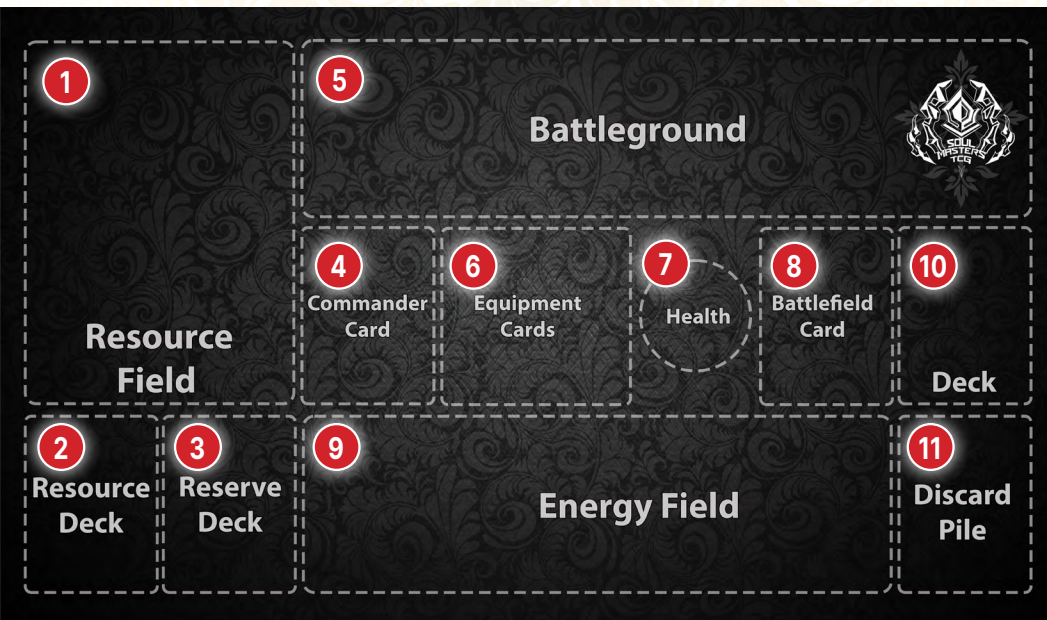 1
5
Battleground
SOUL
MASTERS
TCG
4
6
7
8
10
Commander
Card
Equipment
Cards
Health
Battlefield
Card
Resource
Field
Deck
2
3
9
11
Resource
Deck
Reserve
Deck
Energy Field
Discard
Pile